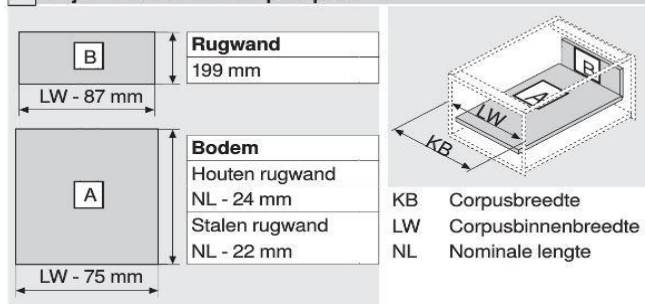 B
Rugwand
199 mm
LW - 87 mm
A
Bodem
Houten rugwand
NL - 24 mm
Stalen rugwand
NL - 22 mm
LW - 75 mm
B
A
LW
KB
KB Corpusbreedte
LW Corpusbinnenbreedte
NL Nominale lengte